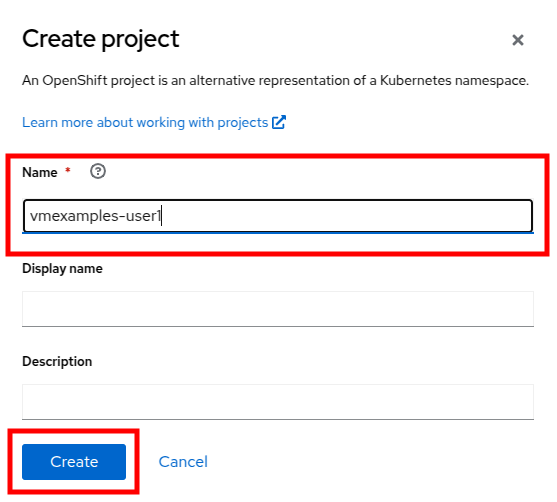 Create project
An OpenShift project is an alternative representation of a Kubernetes namespace.
Learn more about working with projects
Name *
vmexamples-user1
Display name
Description
Create Cancel